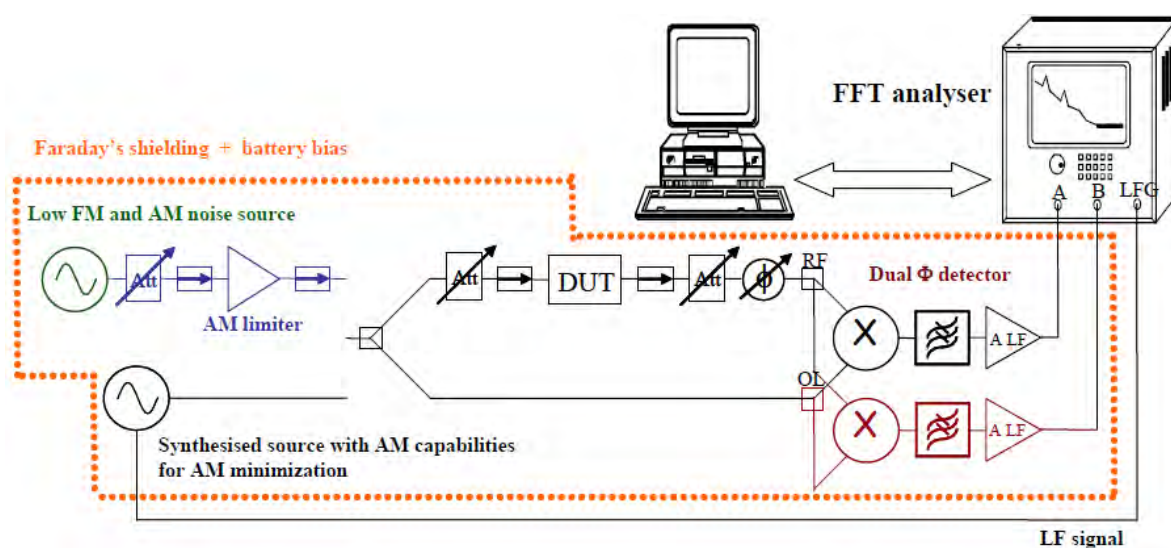 FFT analyser
Faraday's shielding + battery bias
A B LFG
Low FM and AM noise source
Att
AM limiter
Att
DUT
Att
ϕ
RF
Dual Φ detector
X
A LF
OL
X
A LF
Synthesised source with AM capabilities
for AM minimization
LF signal